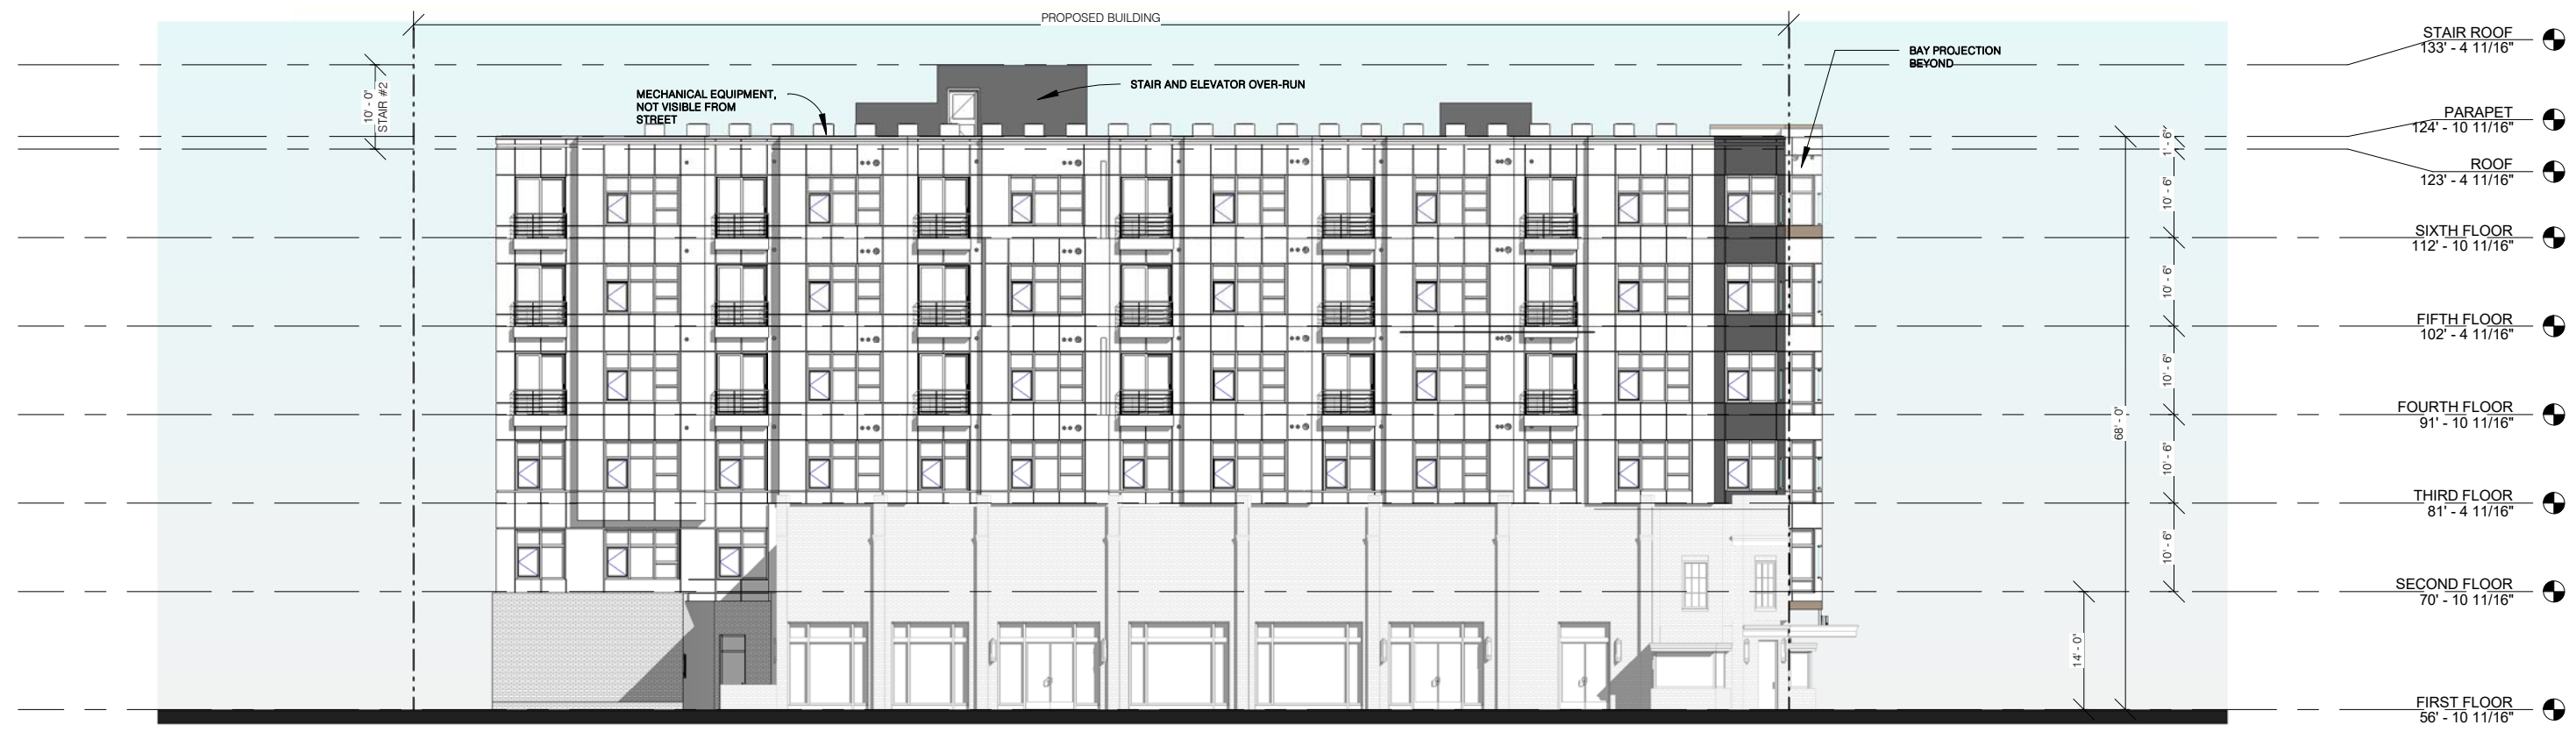 PROPOSED BUILDING
STAIR ROOF
133' - 4 11/16"
BAY PROJECTION
BEYOND
10' - 0"
STAIR #2
MECHANICAL EQUIPMENT,
NOT VISIBLE FROM
STREET
STAIR AND ELEVATOR OVER-RUN
PARAPET
124' - 10 11/16"
1' - 6"
ROOF
123' - 4 11/16"
10' - 6"
SIXTH FLOOR
112' - 10 11/16"
10' - 6"
FIFTH FLOOR
102' - 4 11/16"
10' - 6"
FOURTH FLOOR
91' - 10 11/16"
68' - 0"
10' - 6"
THIRD FLOOR
81' - 4 11/16"
10' - 6"
SECOND FLOOR
70' - 10 11/16"
14' - 0"
FIRST FLOOR
56' - 10 11/16"